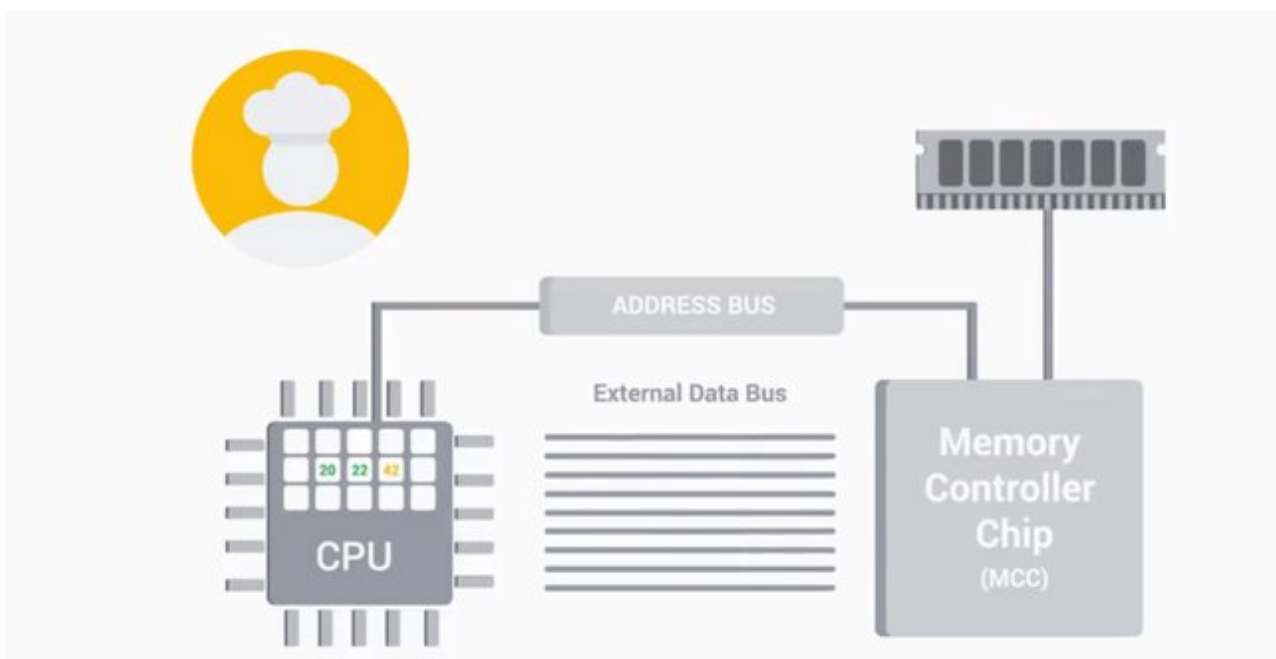 ADDRESS BUS
External Data Bus
20 22 42
CPU
Memory
Controller
Chip
(MCC)